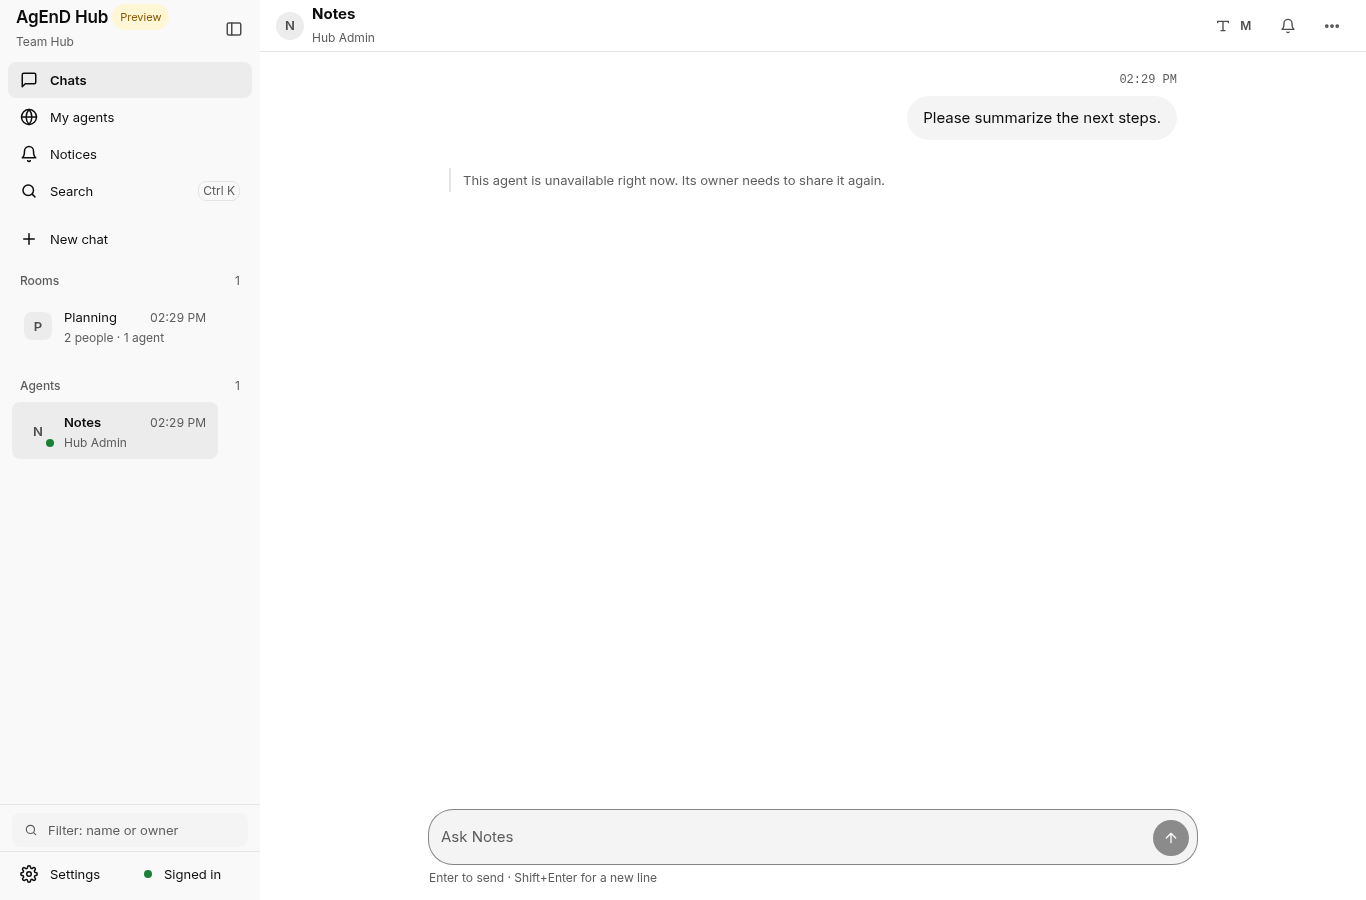 AgEnD Hub Preview
Team Hub
Chats
My agents
Notices
Search Ctrl K
New chat
Rooms 1
P Planning 02:29 PM
2 people · 1 agent
Agents 1
N Notes 02:29 PM
Hub Admin
Filter: name or owner
Settings Signed in
N Notes
Hub Admin
T M
02:29 PM
Please summarize the next steps.
This agent is unavailable right now. Its owner needs to share it again.
Ask Notes
Enter to send · Shift+Enter for a new line